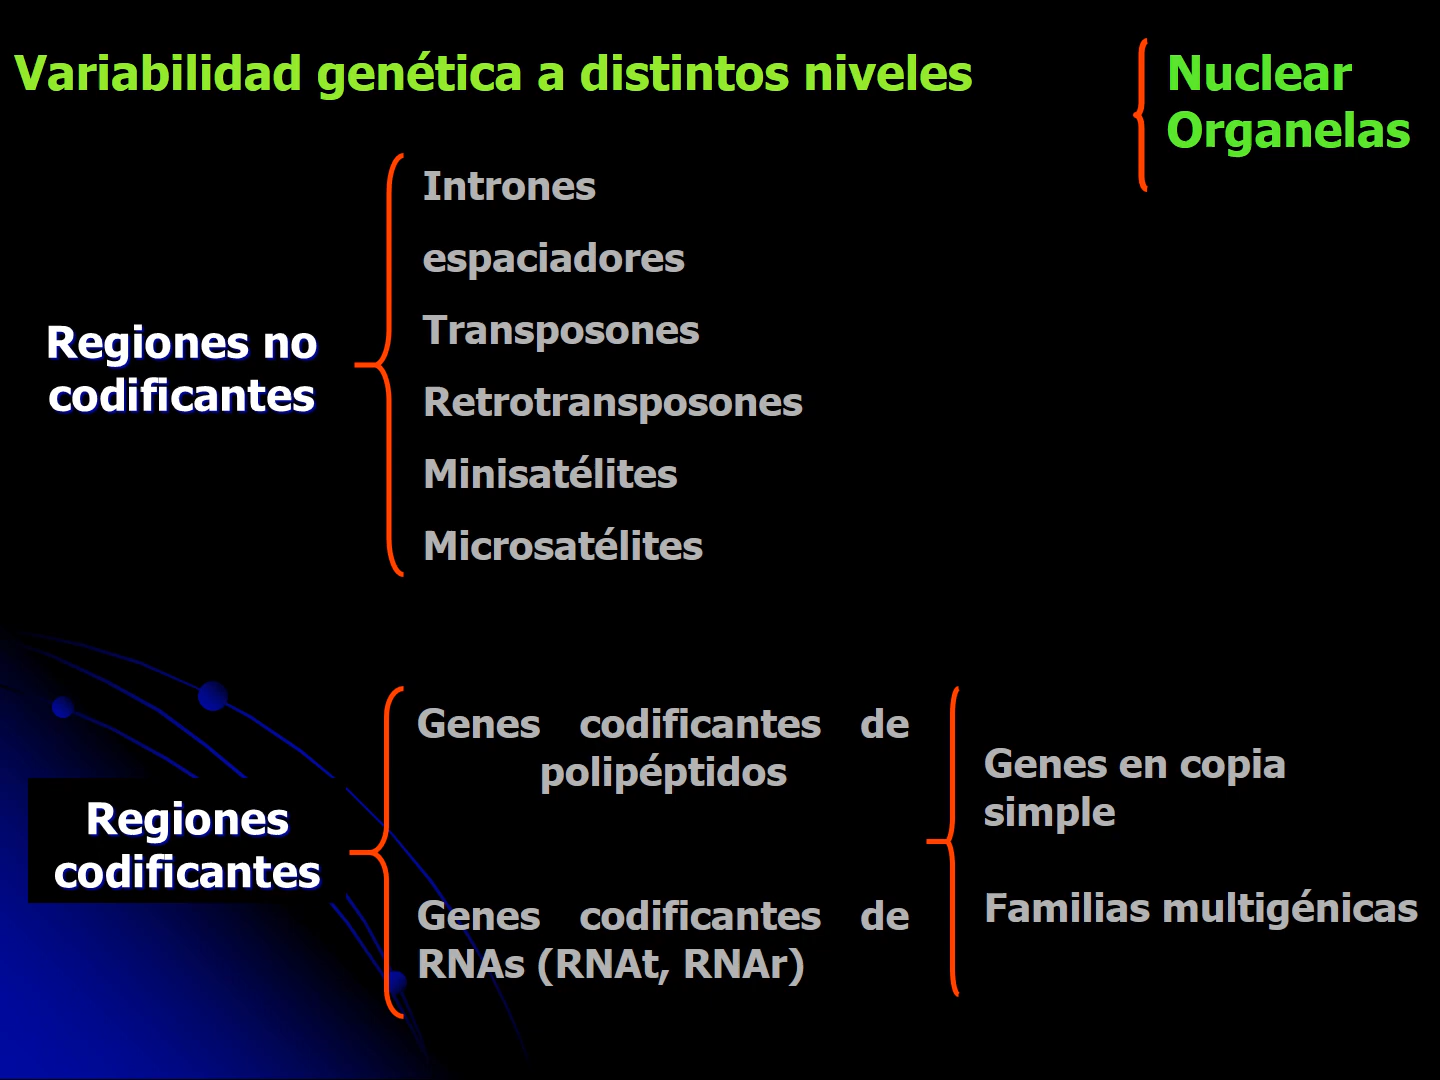 Variabilidad genética a distintos niveles
Nuclear
Organelas
Regiones no
codificantes
Intrones
espaciadores
Transposones
Retrotransposones
Minisatélites
Microsatélites
Regiones
codificantes
Genes codificantes de
polipéptidos
Genes codificantes de
RNAs (RNAt, RNAr)
Genes en copia
simple
Familias multigénicas